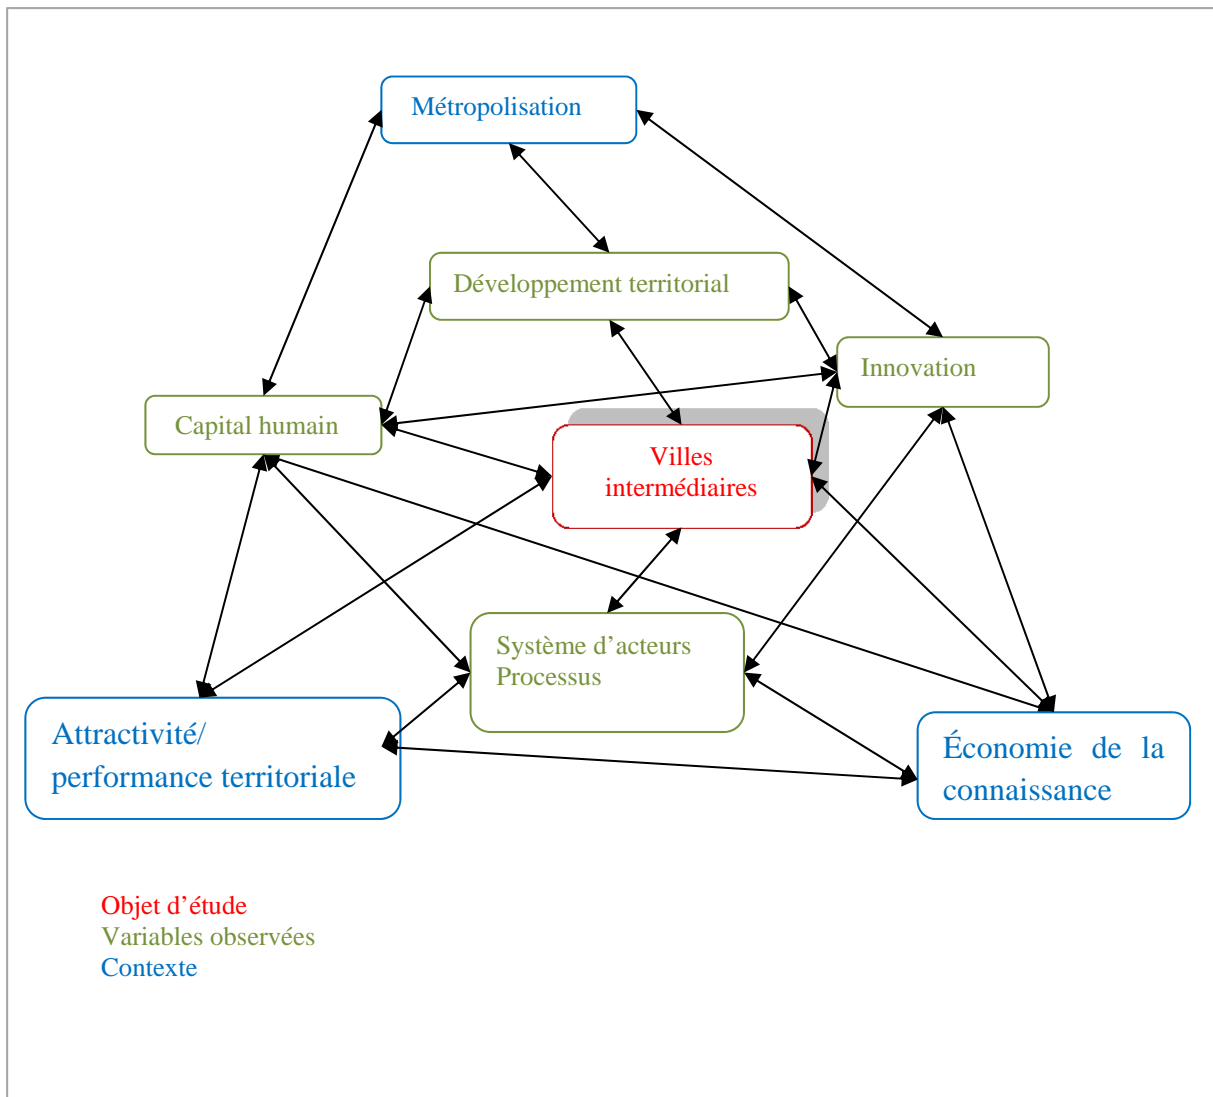 Métropolisation
Développement territorial
Innovation
Capital humain
Villes
intermédiaires
Système d’acteurs
Processus
Attractivité/
performance territoriale
Économie de la
connaissance
Objet d’étude
Variables observées
Contexte